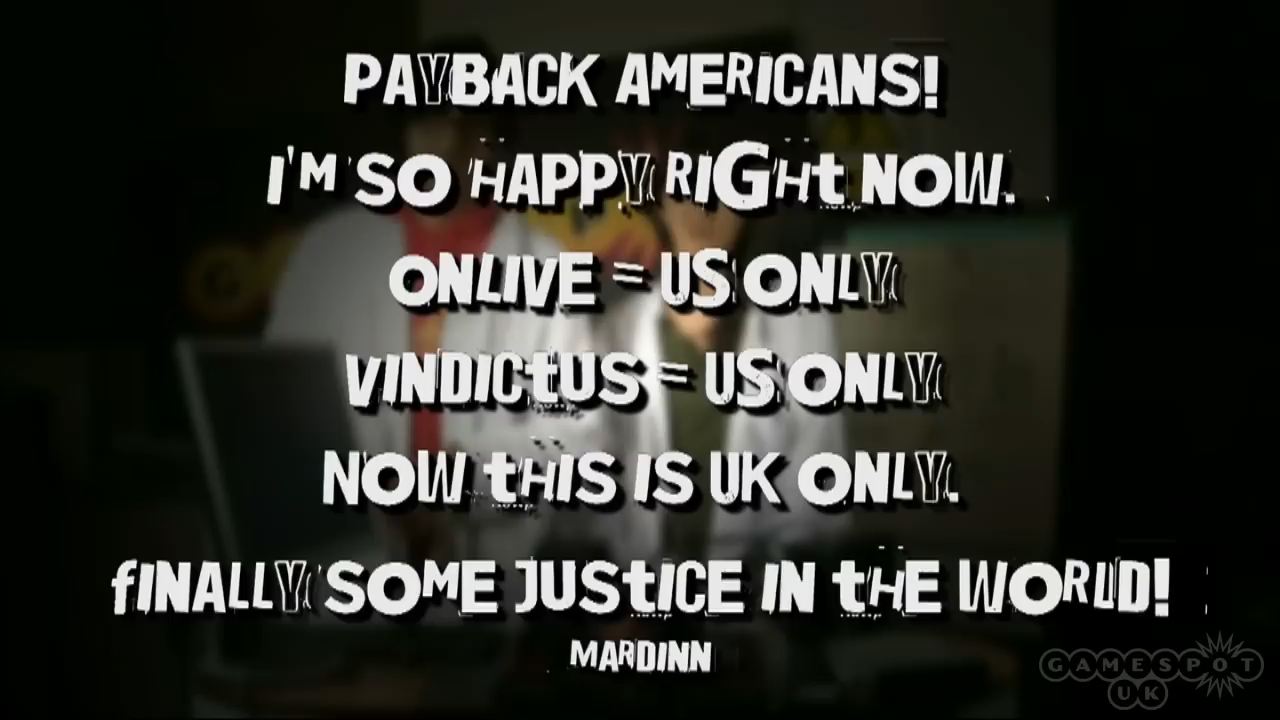 PAYBACK AMERICANS!
I'M SO HAPPY RIGHT NOW.
ONLIVE = US ONLY
VINDICTUS = US ONLY
NOW THIS IS UK ONLY.
FINALLY SOME JUSTICE IN THE WORLD!
MARDINN
GAMESPOT
UK